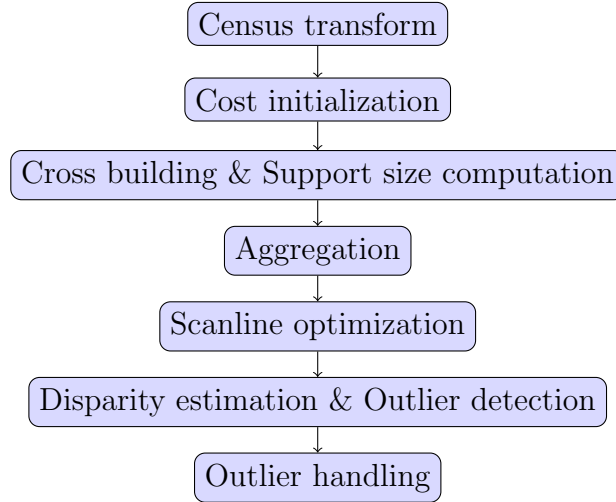 Census transform
Cost initialization
Cross building & Support size computation
Aggregation
Scanline optimization
Disparity estimation & Outlier detection
Outlier handling